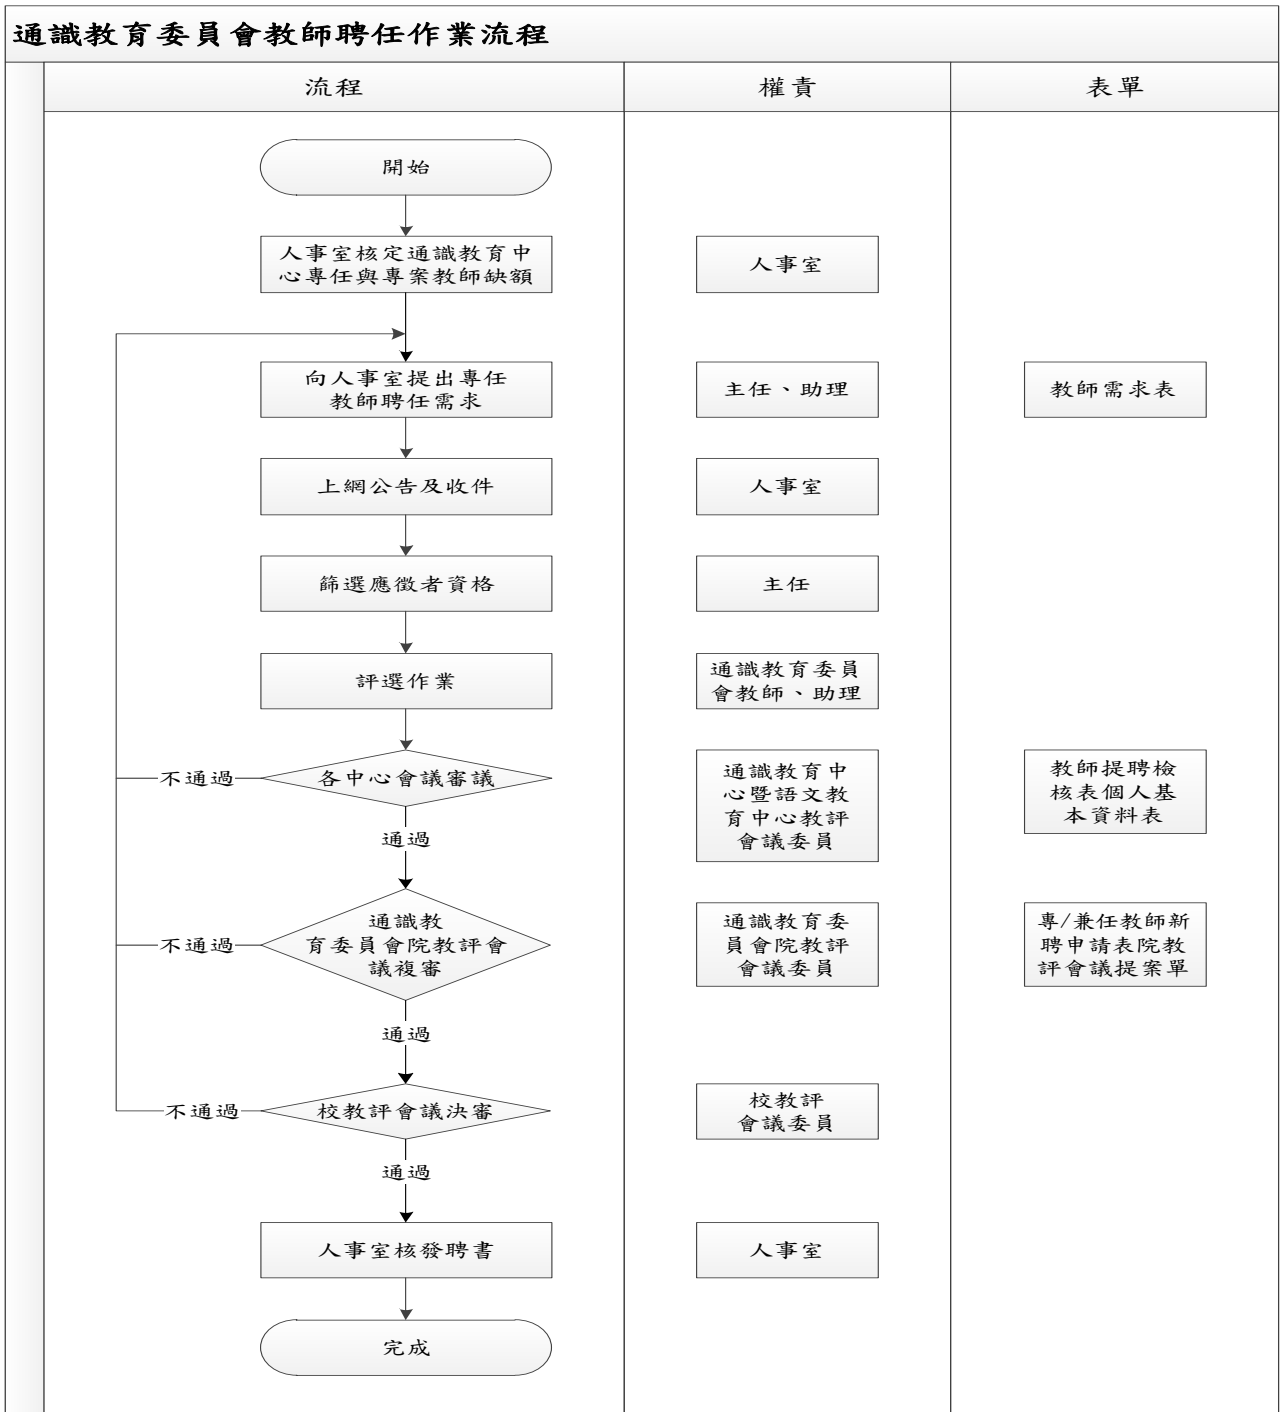 通識教育委員會教師聘任作業流程
流程
權責
表單
開始
人事室核定通識教育中
心專任與專案教師缺額
人事室
向人事室提出專任
教師聘任需求
主任、助理
教師需求表
上網公告及收件
人事室
篩選應徵者資格
主任
評選作業
通識教育委員
會教師、助理
不通過
各中心會議審議
通識教育中
心暨語文教
育中心教評
會議委員
教師提聘檢
核表個人基
本資料表
通過
不通過
通識教
育委員會院教評會
議複審
通識教育委
員會院教評
會議委員
專/兼任教師新
聘申請表院教
評會議提案單
通過
不通過
校教評會議決審
校教評
會議委員
通過
人事室核發聘書
人事室
完成